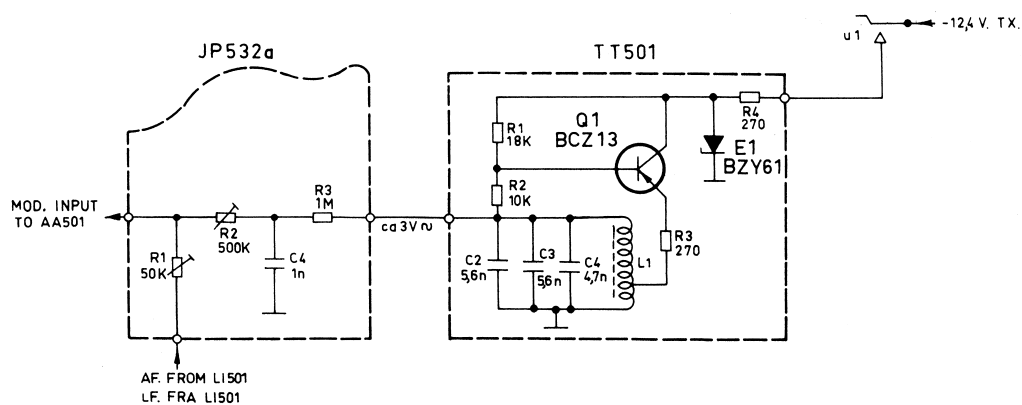 JP532a
TT501
u1
-12,4 V. TX.
R1
18K
Q1
BCZ13
R4
270
E1
BZY61
R2
10K
R3
1M
MOD. INPUT
TO AA501
R2
500K
ca 3V ~
R1
50K
C4
1n
C2
5,6n
C3
5,6n
C4
4,7n
L1
R3
270
AF. FROM LI501
LF. FRA LI501